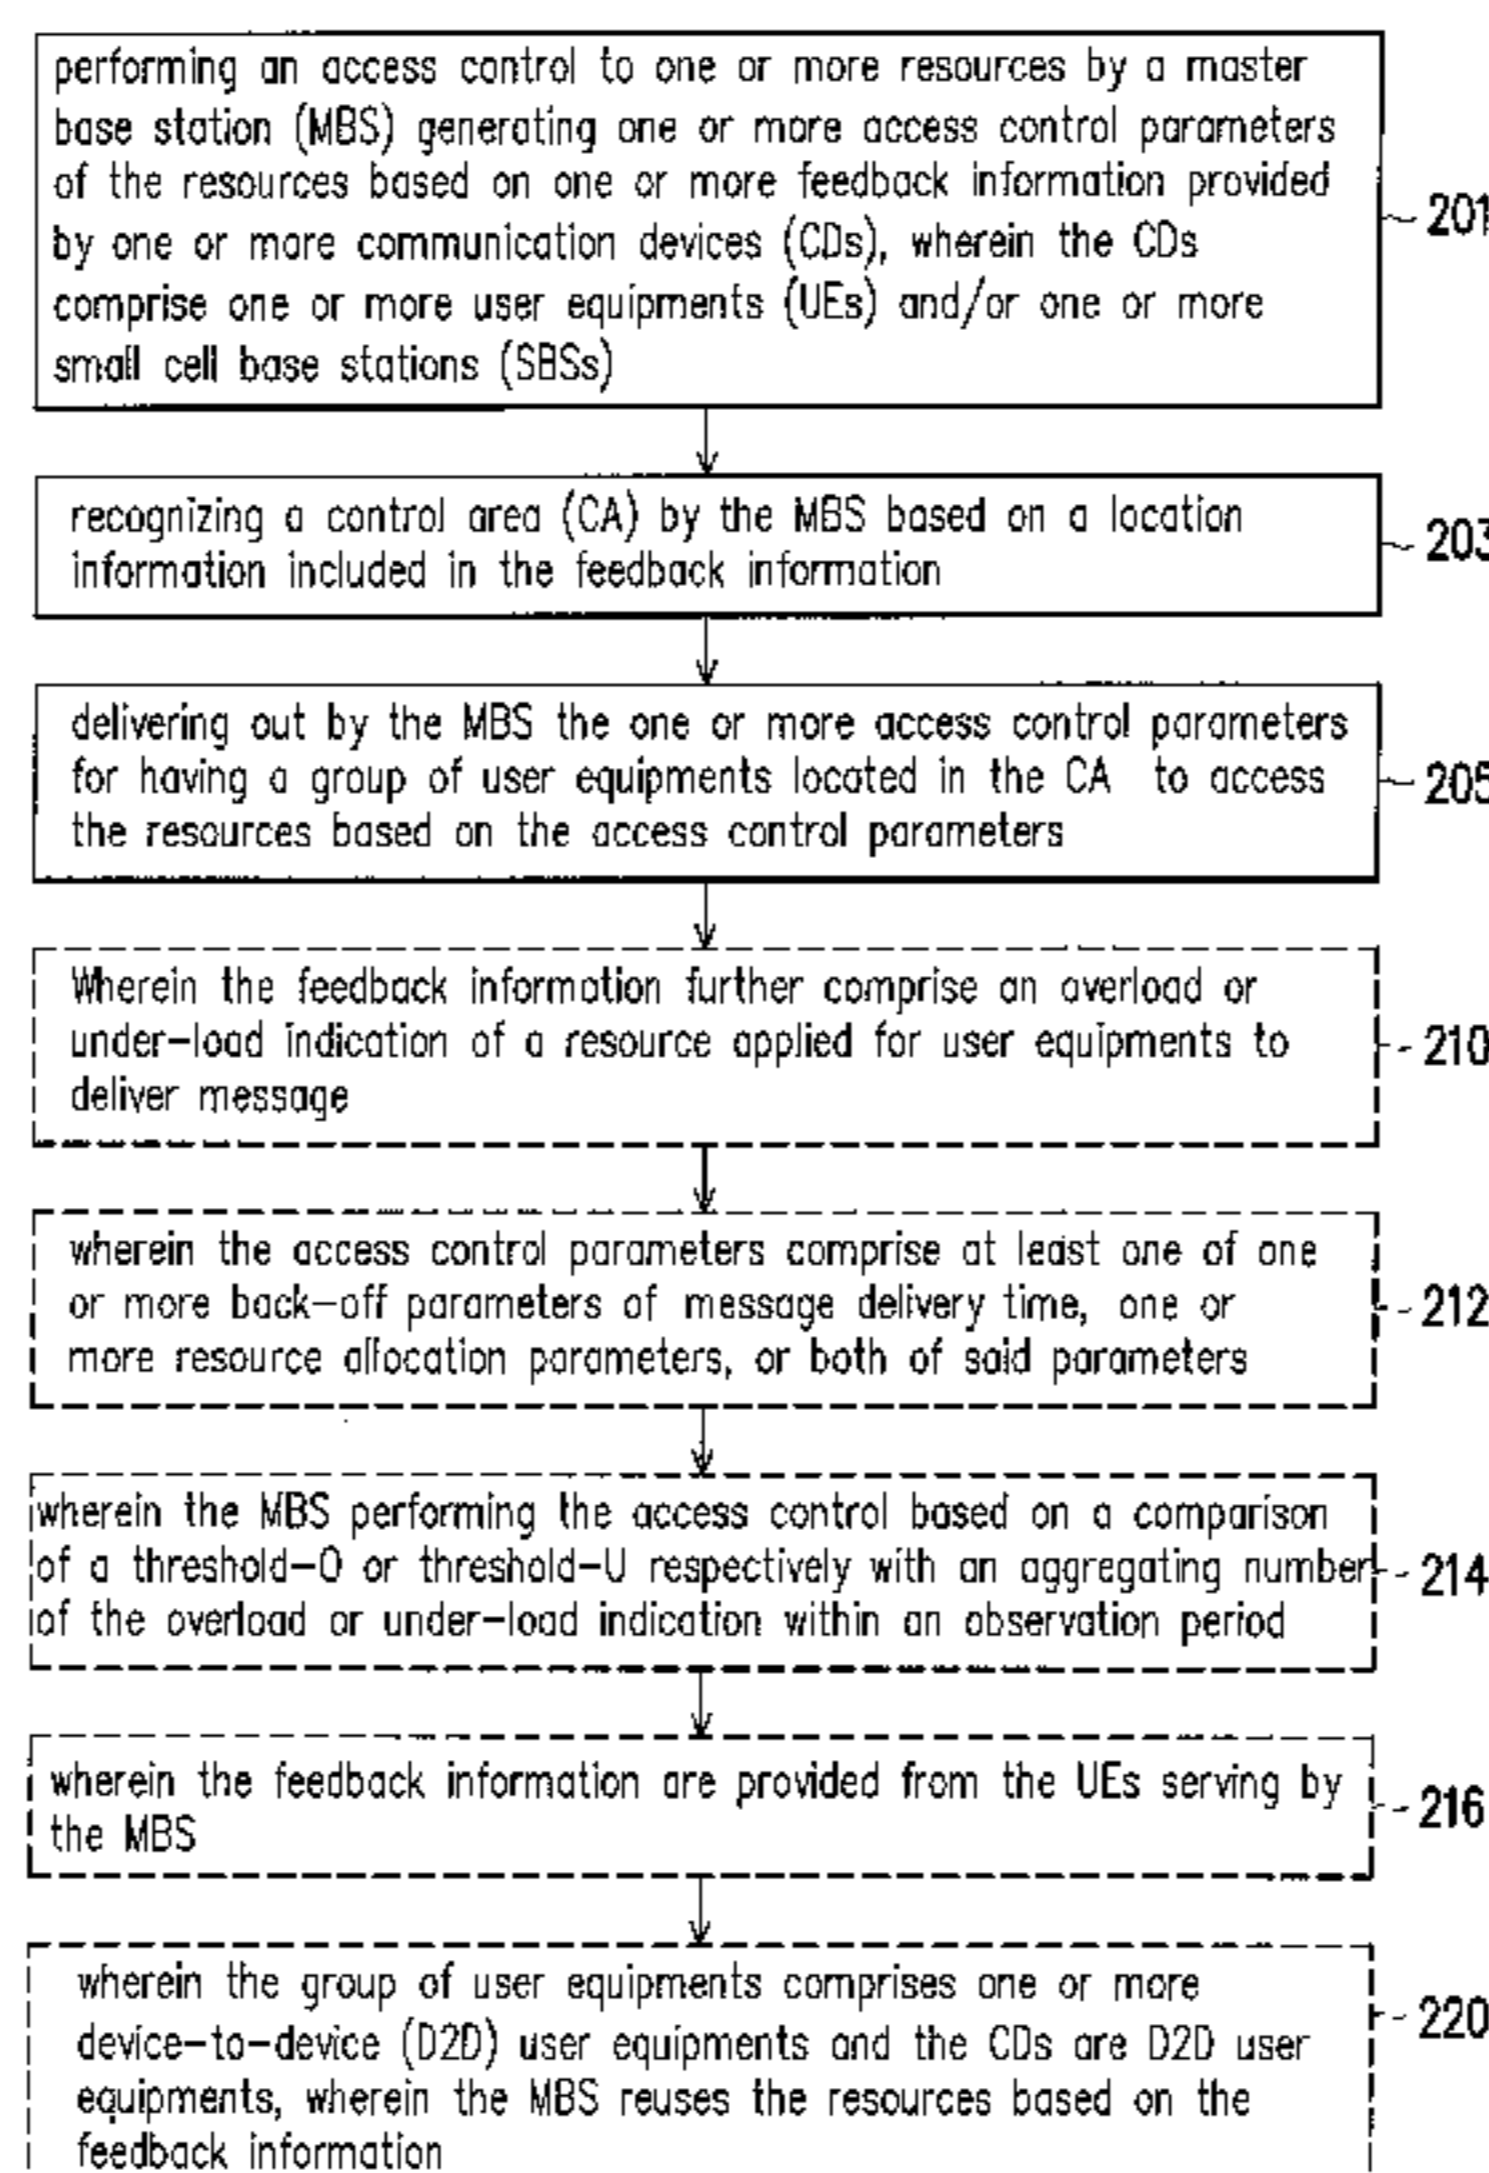 performing an access control to one or more resources by a master
base station (MBS) generating one or more access control parameters
of the resources based on one or more feedback information provided
by one or more communication devices (CDs), wherein the CDs
comprise one or more user equipments (UEs) and/or one or more
small cell base stations (SBSs)
201
recognizing a control area (CA) by the MBS based on a location
information included in the feedback information
203
delivering out by the MBS the one or more access control parameters
for having a group of user equipments located in the CA to access
the resources based on the access control parameters
205
Wherein the feedback information further comprise an overload or
under-load indication of a resource applied for user equipments to
deliver message
210
wherein the access control parameters comprise at least one of one
or more back-off parameters of message delivery time, one or
more resource allocation parameters, or both of said parameters
212
wherein the MBS performing the access control based on a comparison
of a threshold-O or threshold-U respectively with an aggregating number
of the overload or under-load indication within an observation period
214
wherein the feedback information are provided from the UEs serving by
the MBS
216
wherein the group of user equipments comprises one or more
device-to-device (D2D) user equipments and the CDs are D2D user
equipments, wherein the MBS reuses the resources based on the
feedback information
220